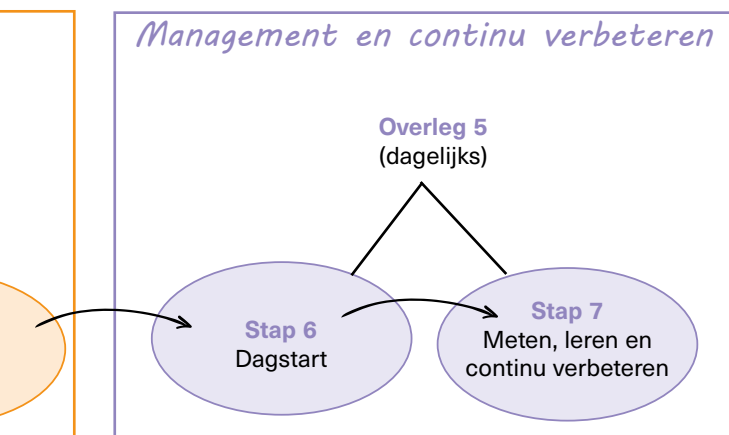 Management en continu verbeteren
Overleg 5
(dagelijks)
Stap 6
Dagstart
Stap 7
Meten, leren en
continu verbeteren